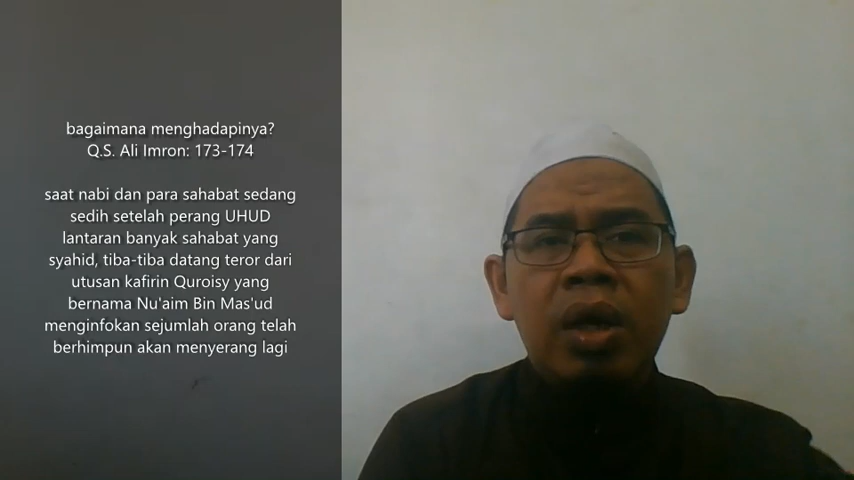 bagaimana menghadapinya?
Q.S. Ali Imron: 173-174
saat nabi dan para sahabat sedang
sedih setelah perang UHUD
lantaran banyak sahabat yang
syahid, tiba-tiba datang teror dari
utusan kafirin Quroisy yang
bernama Nu'aim Bin Mas'ud
menginfokan sejumlah orang telah
berhimpun akan menyerang lagi